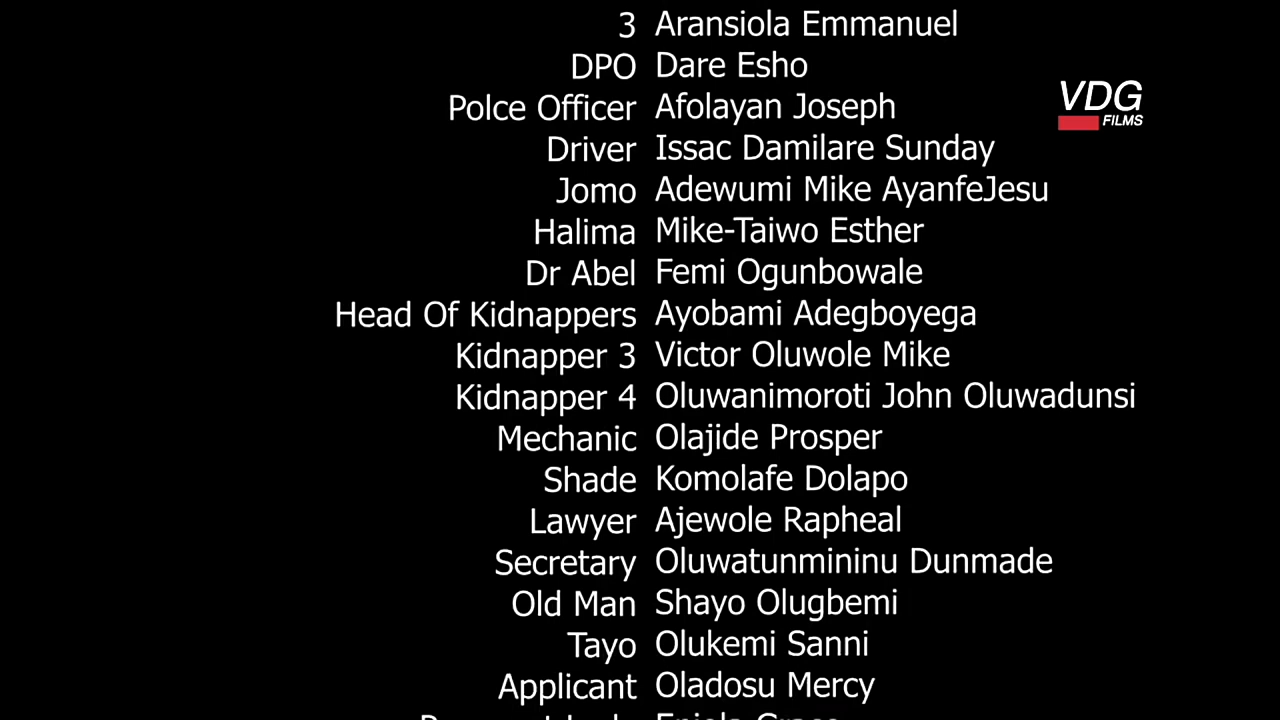 3 Aransiola Emmanuel
DPO Dare Esho
Polce Officer Afolayan Joseph
VDG
FILMS
Driver Issac Damilare Sunday
Jomo Adewumi Mike AyanfeJesu
Halima Mike-Taiwo Esther
Dr Abel Femi Ogunbowale
Head Of Kidnappers Ayobami Adegboyega
Kidnapper 3 Victor Oluwole Mike
Kidnapper 4 Oluwanimoroti John Oluwadunsi
Mechanic Olajide Prosper
Shade Komolafe Dolapo
Lawyer Ajewole Rapheal
Secretary Oluwatunmininu Dunmade
Old Man Shayo Olugbemi
Tayo Olukemi Sanni
Applicant Oladosu Mercy